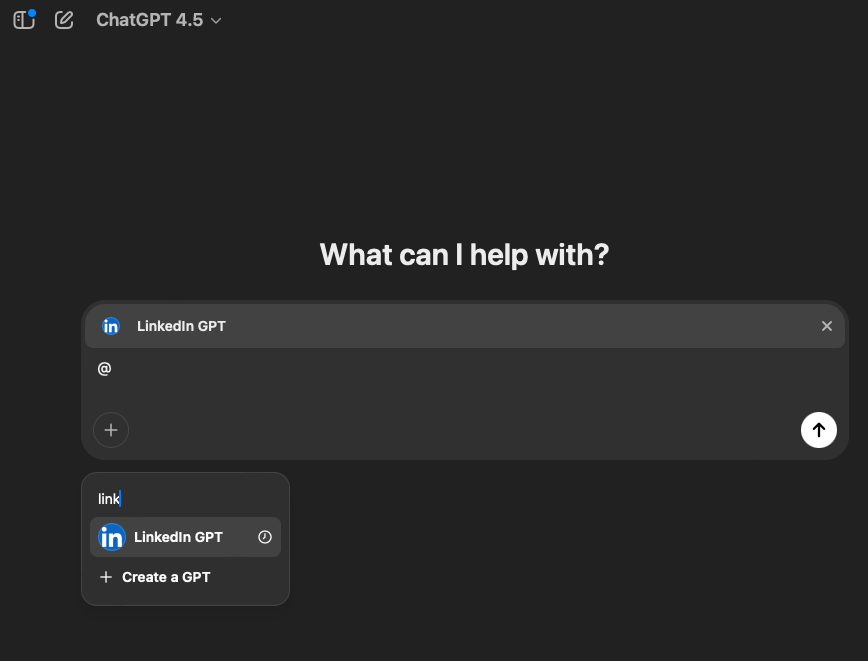 ChatGPT 4.5
What can I help with?
in LinkedIn GPT
@
link
in LinkedIn GPT
Create a GPT